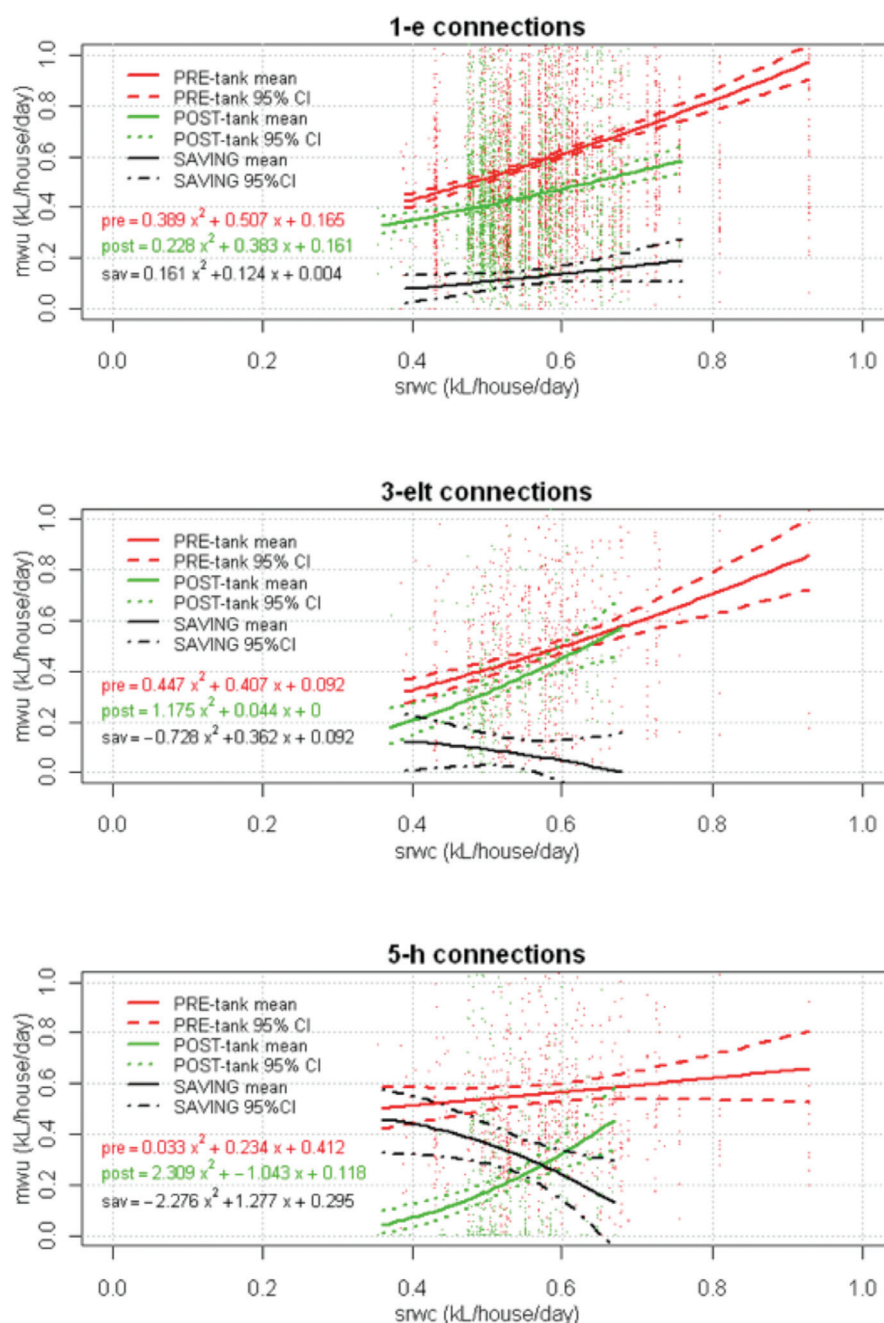 1-e connections
mwu (kL/house/day)
1.0
0.8
0.6
0.4
0.2
0.0
PRE-tank mean
PRE-tank 95% CI
POST-tank mean
POST-tank 95% CI
SAVING mean
SAVING 95%CI
pre = 0.389 x² + 0.507 x + 0.165
post = 0.228 x² + 0.383 x + 0.161
sav = 0.161 x² +0.124 x + 0.004
0.0 0.2 0.4 0.6 0.8 1.0
srwc (kL/house/day)
3-elt connections
mwu (kL/house/day)
1.0
0.8
0.6
0.4
0.2
0.0
PRE-tank mean
PRE-tank 95% CI
POST-tank mean
POST-tank 95% CI
SAVING mean
SAVING 95%CI
pre = 0.447 x² + 0.407 x + 0.092
post = 1.175 x² + 0.044 x + 0
sav = −0.728 x² +0.362 x + 0.092
0.0 0.2 0.4 0.6 0.8 1.0
srwc (kL/house/day)
5-h connections
mwu (kL/house/day)
1.0
0.8
0.6
0.4
0.2
0.0
PRE-tank mean
PRE-tank 95% CI
POST-tank mean
POST-tank 95% CI
SAVING mean
SAVING 95%CI
pre = 0.033 x² + 0.234 x + 0.412
post = 2.309 x² + −1.043 x + 0.118
sav = −2.276 x² +1.277 x + 0.295
0.0 0.2 0.4 0.6 0.8 1.0
srwc (kL/house/day)